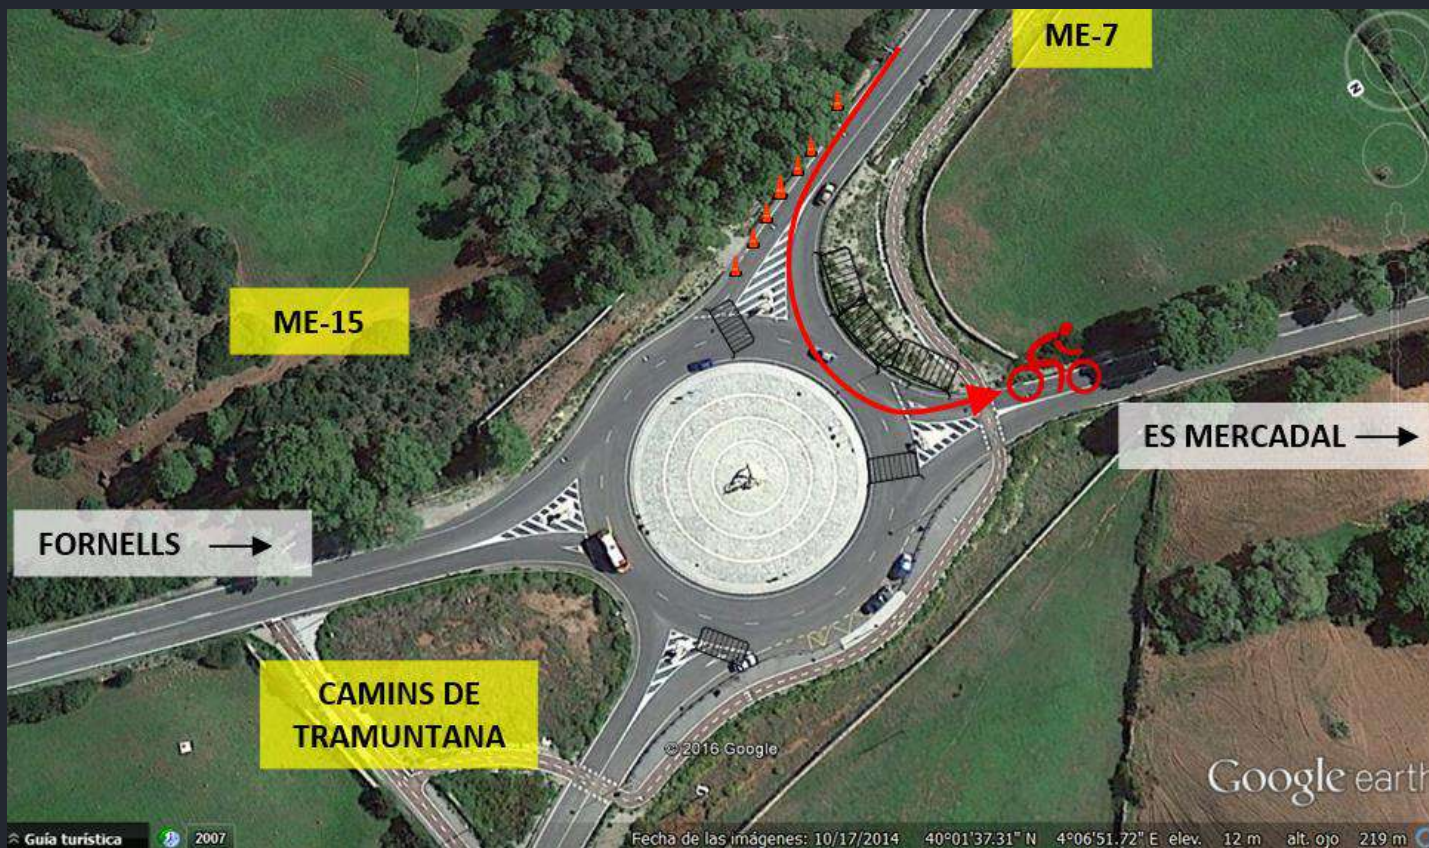 ME-7
ME-15
ES MERCADAL
FORNELLS
CAMINS DE
TRAMUNTANA
© 2016 Google
Google earth
Guía turística
2007
Fecha de las imágenes: 10/17/2014 40°01'37.31" N 4°06'51.72" E elev. 12 m alt. ojo 219 m
N